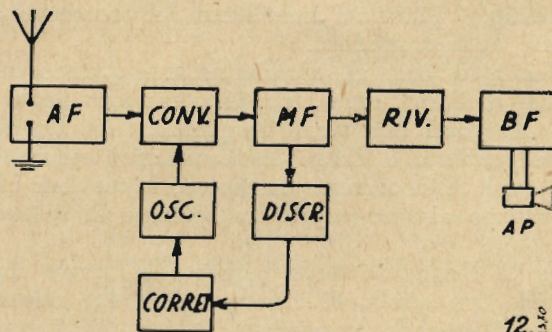 AF
CONV.
MF
RIV.
BF
OSC.
DISCR.
AP
CORRET
12.